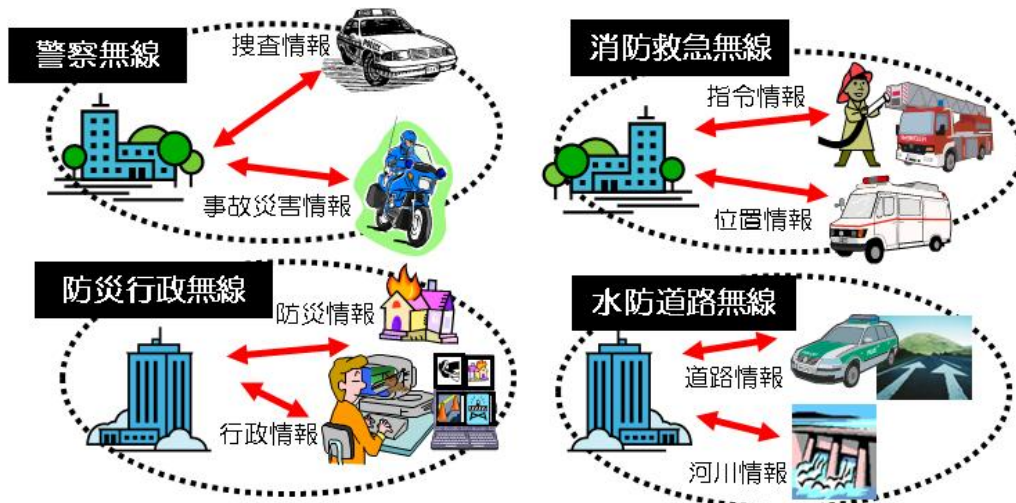 警察無線
捜査情報
事故災害情報
消防救急無線
指令情報
位置情報
防災行政無線
防災情報
行政情報
水防道路無線
道路情報
河川情報